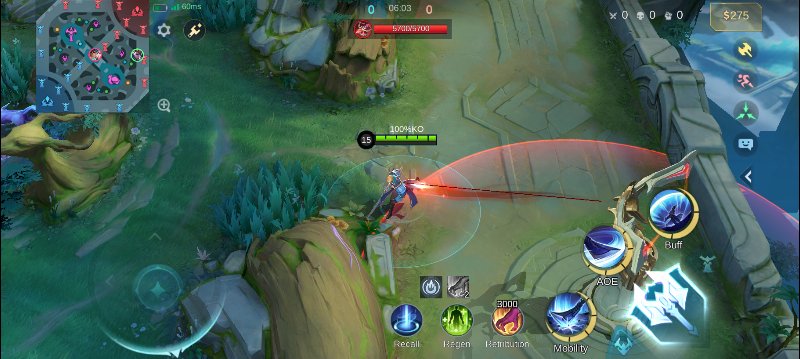 60ms
0 06:03 0
0 0 0
$275
5700/5700
100%KO
15
Buff
AOE
2
3000
Recall
Regen
Retribution
Mobility